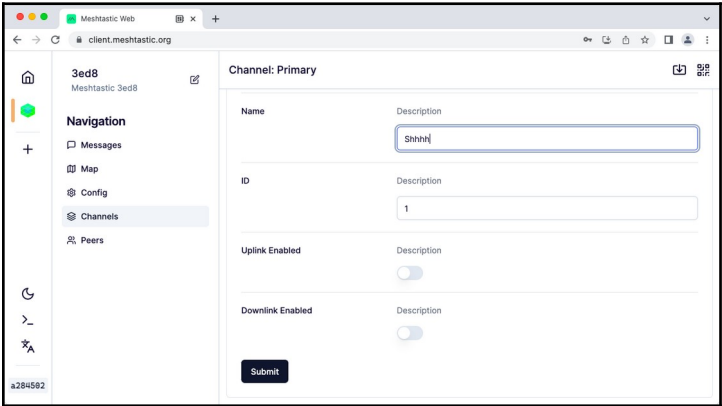 Meshtastic Web
client.meshtastic.org
3ed8
Meshtastic 3ed8
Navigation
Messages
Map
Config
Channels
Peers
a284502
Channel: Primary
Name
Description
Shhhh
ID
Description
1
Uplink Enabled
Description
Downlink Enabled
Description
Submit